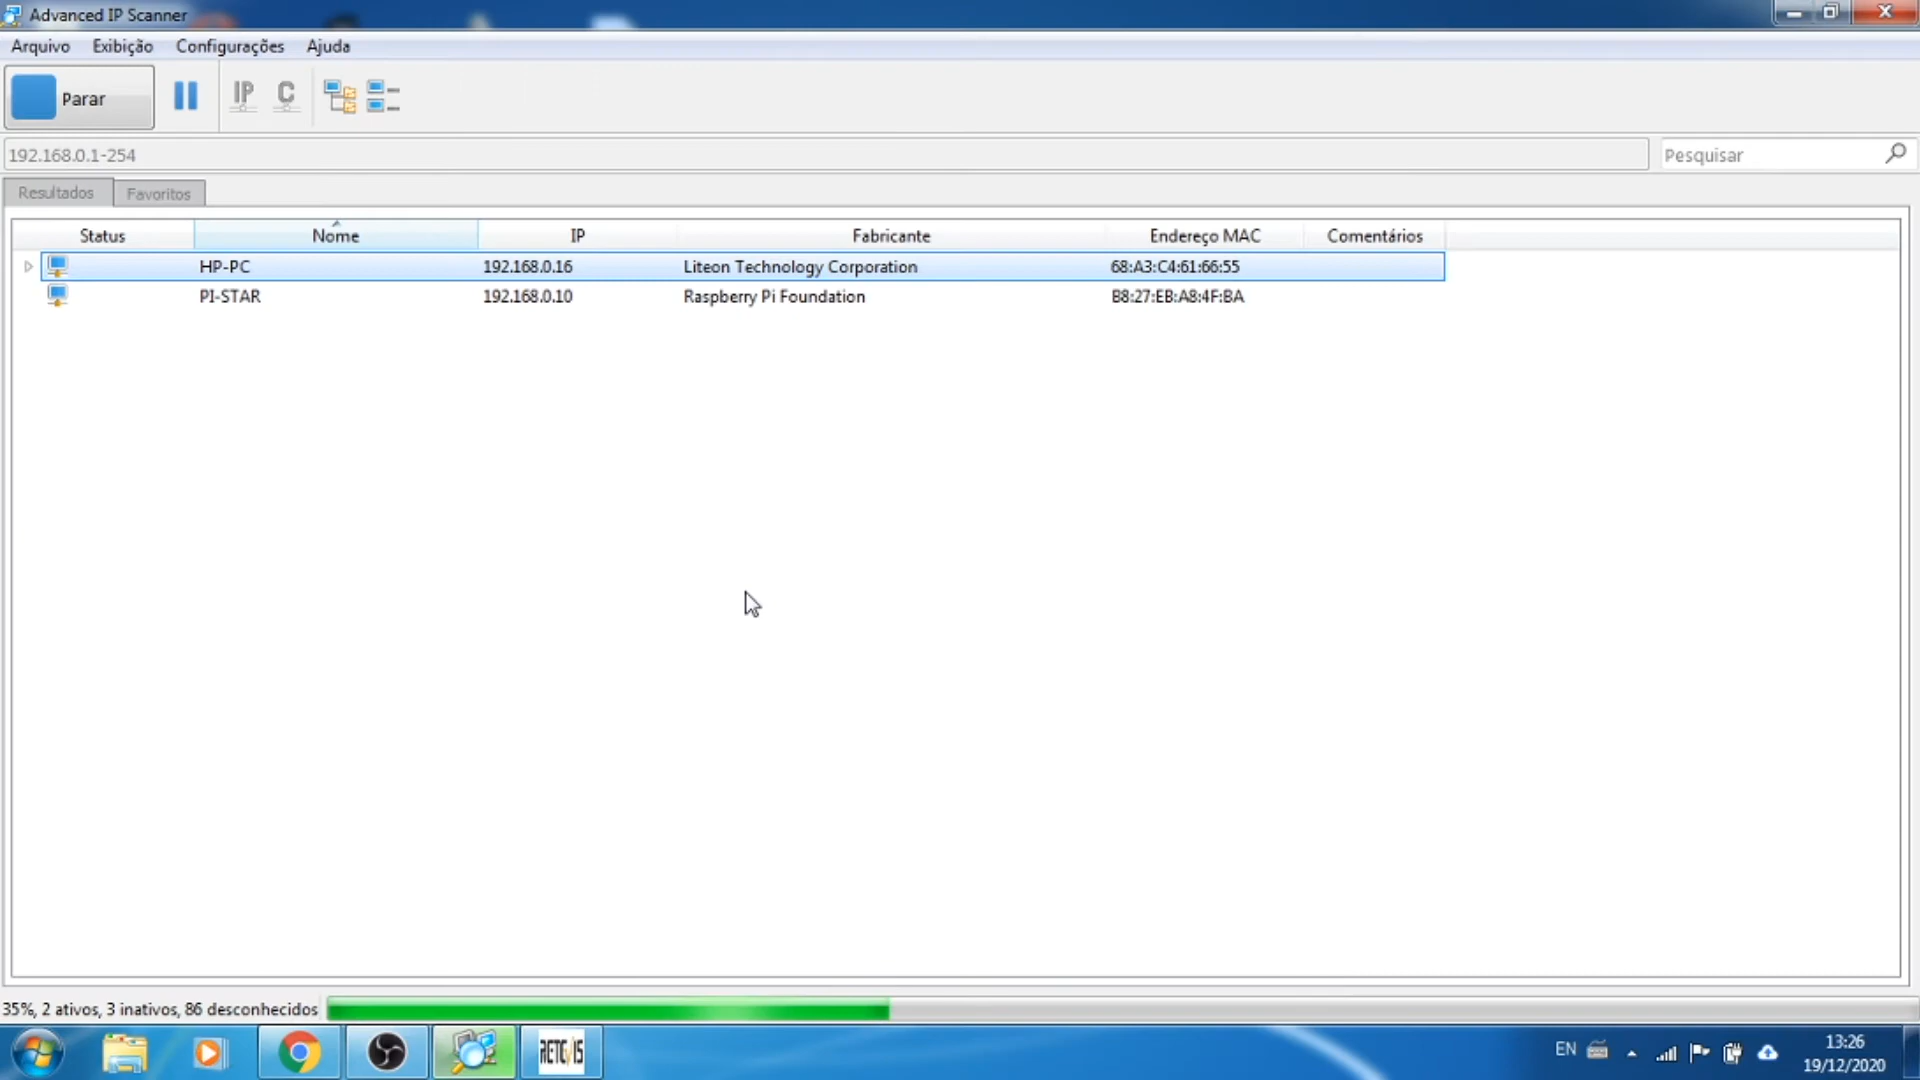 Advanced IP Scanner
Arquivo Exibição Configurações Ajuda
Parar IP C
192.168.0.1-254 Pesquisar
Resultados Favoritos
Status Nome IP Fabricante Endereço MAC Comentários
HP-PC 192.168.0.16 Liteon Technology Corporation 68:A3:C4:61:66:55
PI-STAR 192.168.0.10 Raspberry Pi Foundation B8:27:EB:A8:4F:BA
35%, 2 ativos, 3 inativos, 86 desconhecidos
RETEVIS EN 13:26
19/12/2020